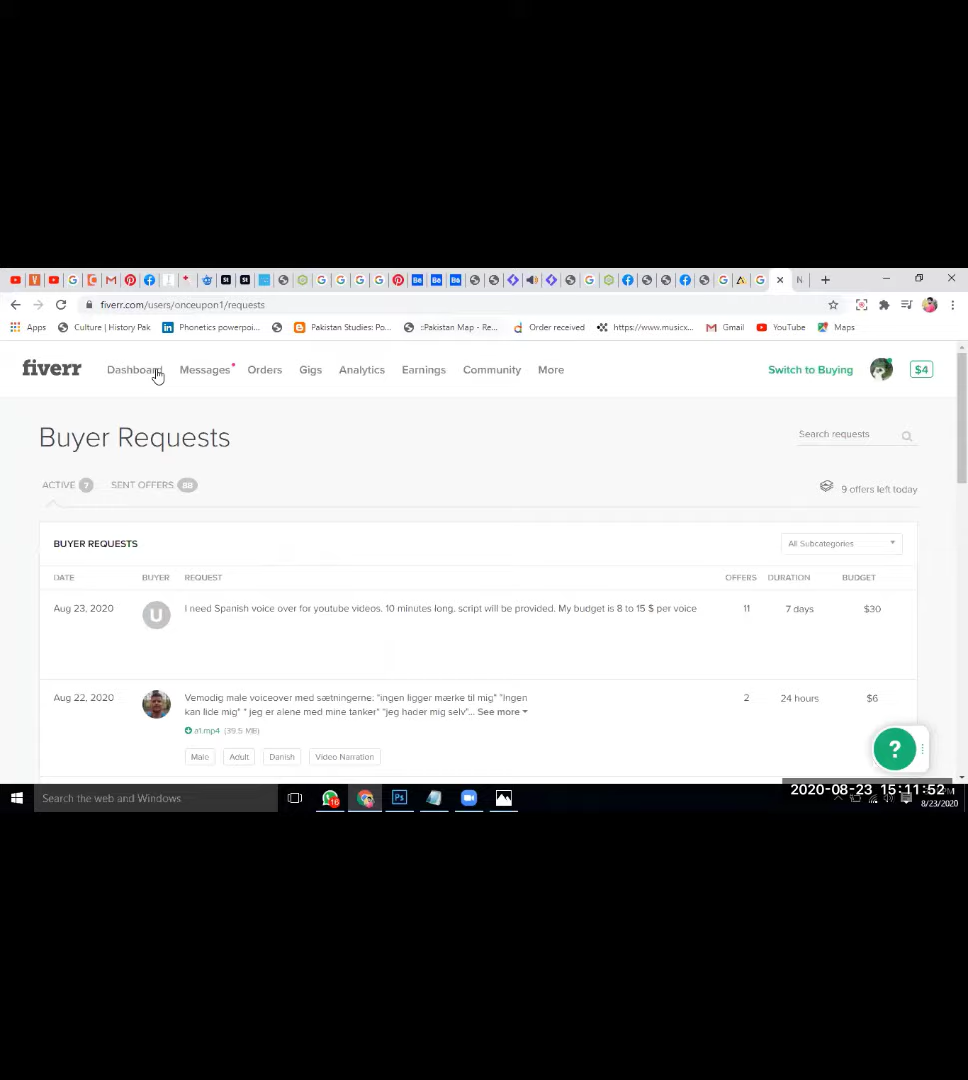 fiverr.com/users/onceupon1/requests
Apps Culture | History Pak Phonetics powerpoi... Pakistan Studies: Po... ::Pakistan Map - Re... Order received https://www.musicx... Gmail YouTube Maps
fiverr Dashboard Messages Orders Gigs Analytics Earnings Community More Switch to Buying $4
Buyer Requests
Search requests
ACTIVE 7 SENT OFFERS 88
9 offers left today
BUYER REQUESTS All Subcategories
DATE BUYER REQUEST OFFERS DURATION BUDGET
Aug 23, 2020 U I need Spanish voice over for youtube videos. 10 minutes long. script will be provided. My budget is 8 to 15 $ per voice 11 7 days $30
Aug 22, 2020 Vemodig male voiceover med sætningerne: "ingen ligger mærke til mig" "Ingen 2 24 hours $6
kan lide mig" " jeg er alene med mine tanker" "jeg hader mig selv"... See more
a1.mp4 (39.5 MB)
Male Adult Danish Video Narration
?
Search the web and Windows
16
2020-08-23 15:11:52
8/23/2020